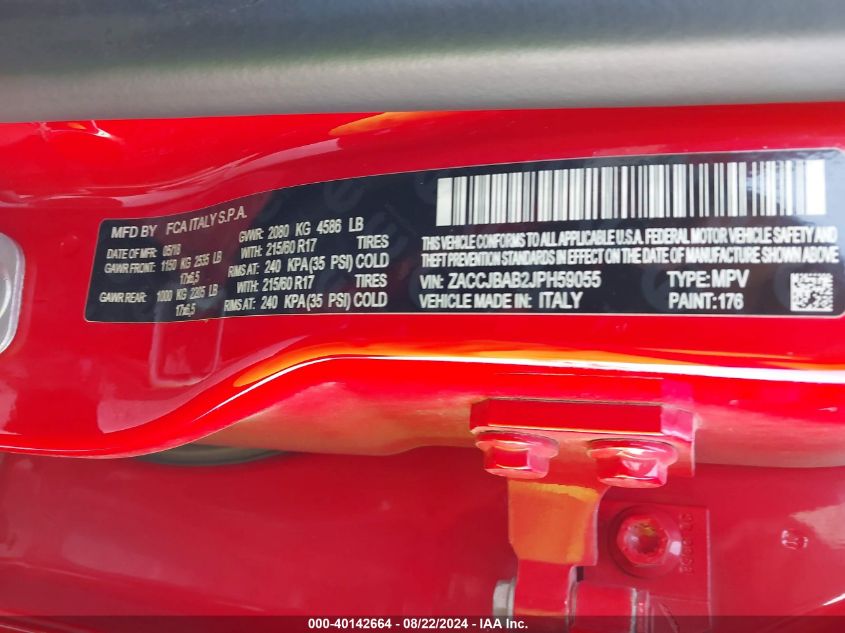 MFD BY FCA ITALY S.P.A.
DATE OF MFR 05/18 GVWR: 2080 KG 4586 LB
GAWR FRONT: 1150 KG 2535 LB WITH: 215/60 R17 TIRES
17x6,5 RIMS AT: 240 KPA(35 PSI) COLD
GAWR REAR: 1000 KG 2205 LB WITH: 215/60 R17 TIRES
17x6,5 RIMS AT: 240 KPA(35 PSI) COLD
THIS VEHICLE CONFORMS TO ALL APPLICABLE U.S.A. FEDERAL MOTOR VEHICLE SAFETY AND
THEFT PREVENTION STANDARDS IN EFFECT ON THE DATE OF MANUFACTURE SHOWN ABOVE
VIN: ZACCJBAB2JPH59055 TYPE: MPV
VEHICLE MADE IN: ITALY PAINT: 176
000-40142664 - 08/22/2024 - IAA Inc.